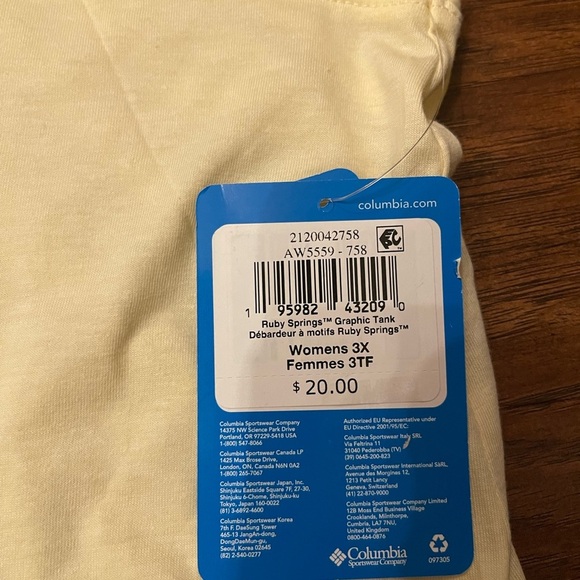 columbia.com
2120042758
AW5559 - 758
1 95982 43209 0
Ruby Springs™ Graphic Tank
Débardeur à motifs Ruby Springs™
Womens 3X
Femmes 3TF
$ 20.00
Columbia Sportswear Company
14375 NW Science Park Drive
Portland, OR 97229-5418 USA
1-(800) 547-8066
Columbia Sportswear Canada LP
1425 Max Brose Drive,
London, ON, Canada N6N 0A2
1-(800) 265-7067
Columbia Sportswear Japan, Inc.
Shinjuku Eastside Square 7F, 27-30,
Shinjuku 6-Chome, Shinjuku-ku
Tokyo, Japan 160-0022
(81) 3-6892-4600
Columbia Sportswear Korea
7th F. DaeSung Tower
465-13 JangAn-dong,
DongDaeMun-gu
Seoul, Korea 02645
(82) 2-540-0277
Authorized EU Representative under
EU Directive 2001/95/EC:
Columbia Sportswear Italy SRL
Via Feltrina 11
31040 Pederobba (TV)
(39) 0645-200-823
Columbia Sportswear International SàRL,
Avenue des Morgines 12,
1213 Petit Lancy
Geneva, Switzerland
(41) 22-870-9000
Columbia Sportswear Company Limited
12B Moss End Business Village
Crooklands, Milnthorpe,
Cumbria, LA7 7NU,
United Kingdom
0800-464-0876
Columbia
Sportswear Company
097305